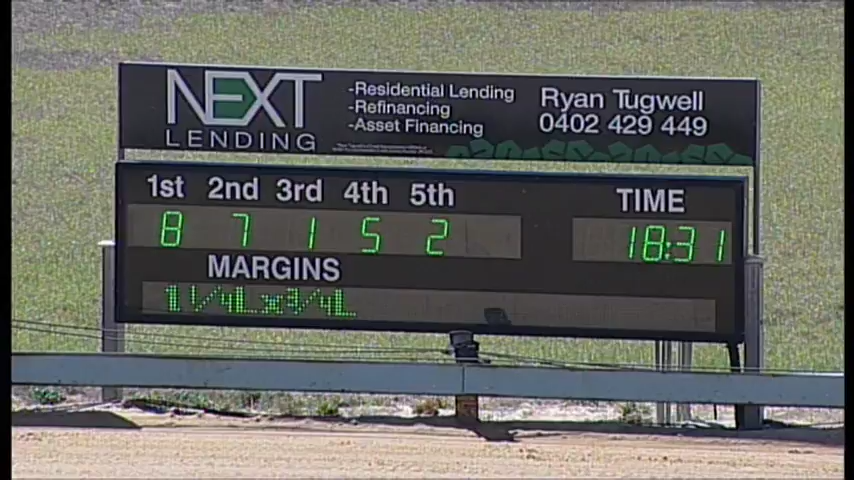 NEXT
LENDING
-Residential Lending
-Refinancing
-Asset Financing
Ryan Tugwell
0402 429 449
1st 2nd 3rd 4th 5th TIME
8 7 1 5 2 18:31
MARGINS
1 1/4L x 3/4L